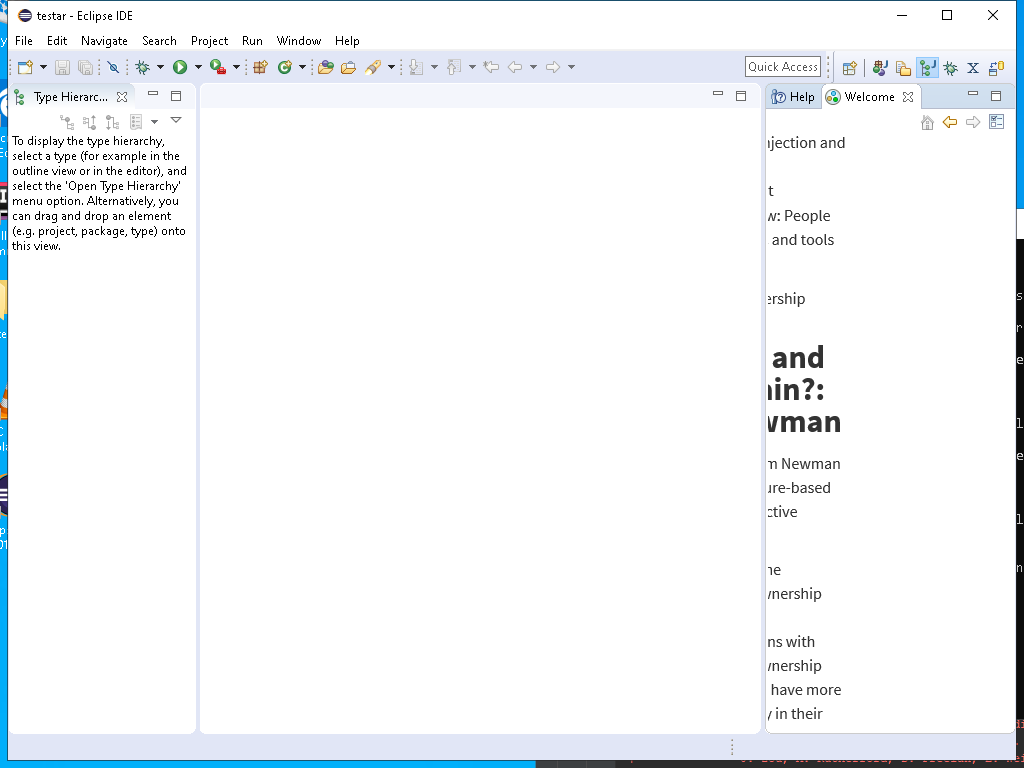 testar - Eclipse IDE
File Edit Navigate Search Project Run Window Help
Quick Access
Type Hierarc...
Help Welcome
To display the type hierarchy,
select a type (for example in the
outline view or in the editor), and
select the 'Open Type Hierarchy'
menu option. Alternatively, you
can drag and drop an element
(e.g. project, package, type) onto
this view.
and
t
w: People
and tools
ership
and
in?:
wman
m Newman
ure-based
ctive
ne
wnership
ns with
wnership
have more
y in their